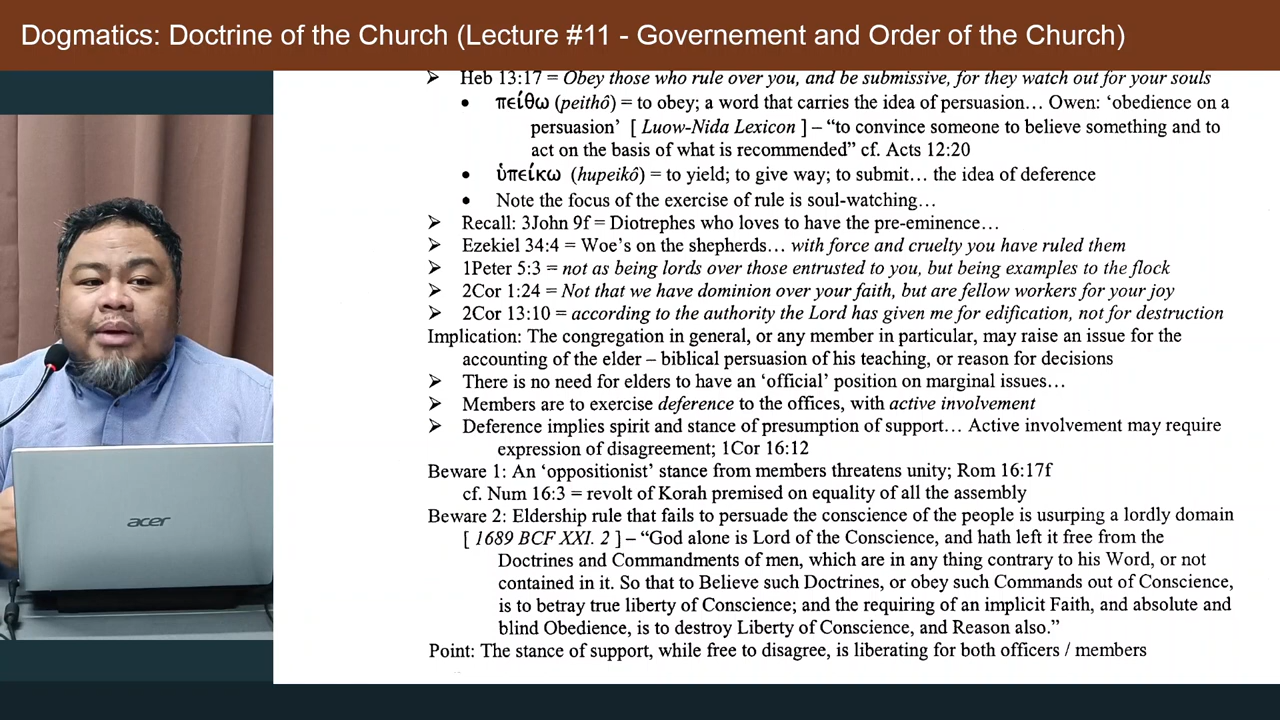 Dogmatics: Doctrine of the Church (Lecture #11 - Governement and Order of the Church)
➢ Heb 13:17 = Obey those who rule over you, and be submissive, for they watch out for your souls
• πείθω (peithô) = to obey; a word that carries the idea of persuasion… Owen: ‘obedience on a
persuasion’ [ Luow-Nida Lexicon ] – “to convince someone to believe something and to
act on the basis of what is recommended” cf. Acts 12:20
• ὑπείκω (hupeikô) = to yield; to give way; to submit… the idea of deference
• Note the focus of the exercise of rule is soul-watching…
➢ Recall: 3John 9f = Diotrephes who loves to have the pre-eminence…
➢ Ezekiel 34:4 = Woe’s on the shepherds… with force and cruelty you have ruled them
➢ 1Peter 5:3 = not as being lords over those entrusted to you, but being examples to the flock
➢ 2Cor 1:24 = Not that we have dominion over your faith, but are fellow workers for your joy
➢ 2Cor 13:10 = according to the authority the Lord has given me for edification, not for destruction
Implication: The congregation in general, or any member in particular, may raise an issue for the
accounting of the elder – biblical persuasion of his teaching, or reason for decisions
➢ There is no need for elders to have an ‘official’ position on marginal issues…
➢ Members are to exercise deference to the offices, with active involvement
➢ Deference implies spirit and stance of presumption of support… Active involvement may require
expression of disagreement; 1Cor 16:12
Beware 1: An ‘oppositionist’ stance from members threatens unity; Rom 16:17f
cf. Num 16:3 = revolt of Korah premised on equality of all the assembly
Beware 2: Eldership rule that fails to persuade the conscience of the people is usurping a lordly domain
[ 1689 BCF XXI. 2 ] – “God alone is Lord of the Conscience, and hath left it free from the
Doctrines and Commandments of men, which are in any thing contrary to his Word, or not
contained in it. So that to Believe such Doctrines, or obey such Commands out of Conscience,
is to betray true liberty of Conscience; and the requiring of an implicit Faith, and absolute and
blind Obedience, is to destroy Liberty of Conscience, and Reason also.”
Point: The stance of support, while free to disagree, is liberating for both officers / members
acer